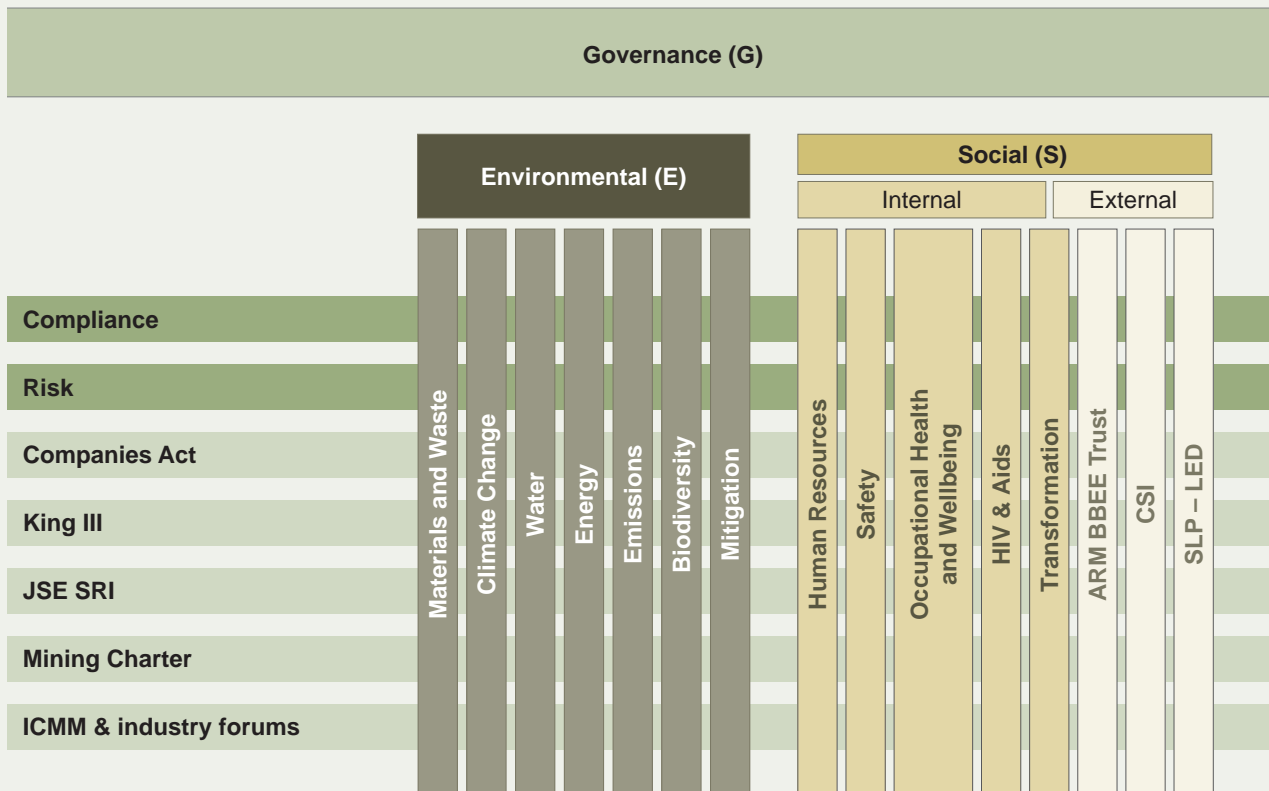 Governance (G)
Environmental (E)
Social (S)
Internal
External
Compliance
Risk
Companies Act
King III
JSE SRI
Mining Charter
ICMM & industry forums
Materials and Waste
Climate Change
Water
Energy
Emissions
Biodiversity
Mitigation
Human Resources
Safety
Occupational Health
and Wellbeing
HIV & Aids
Transformation
ARM BBEE Trust
CSI
SLP – LED